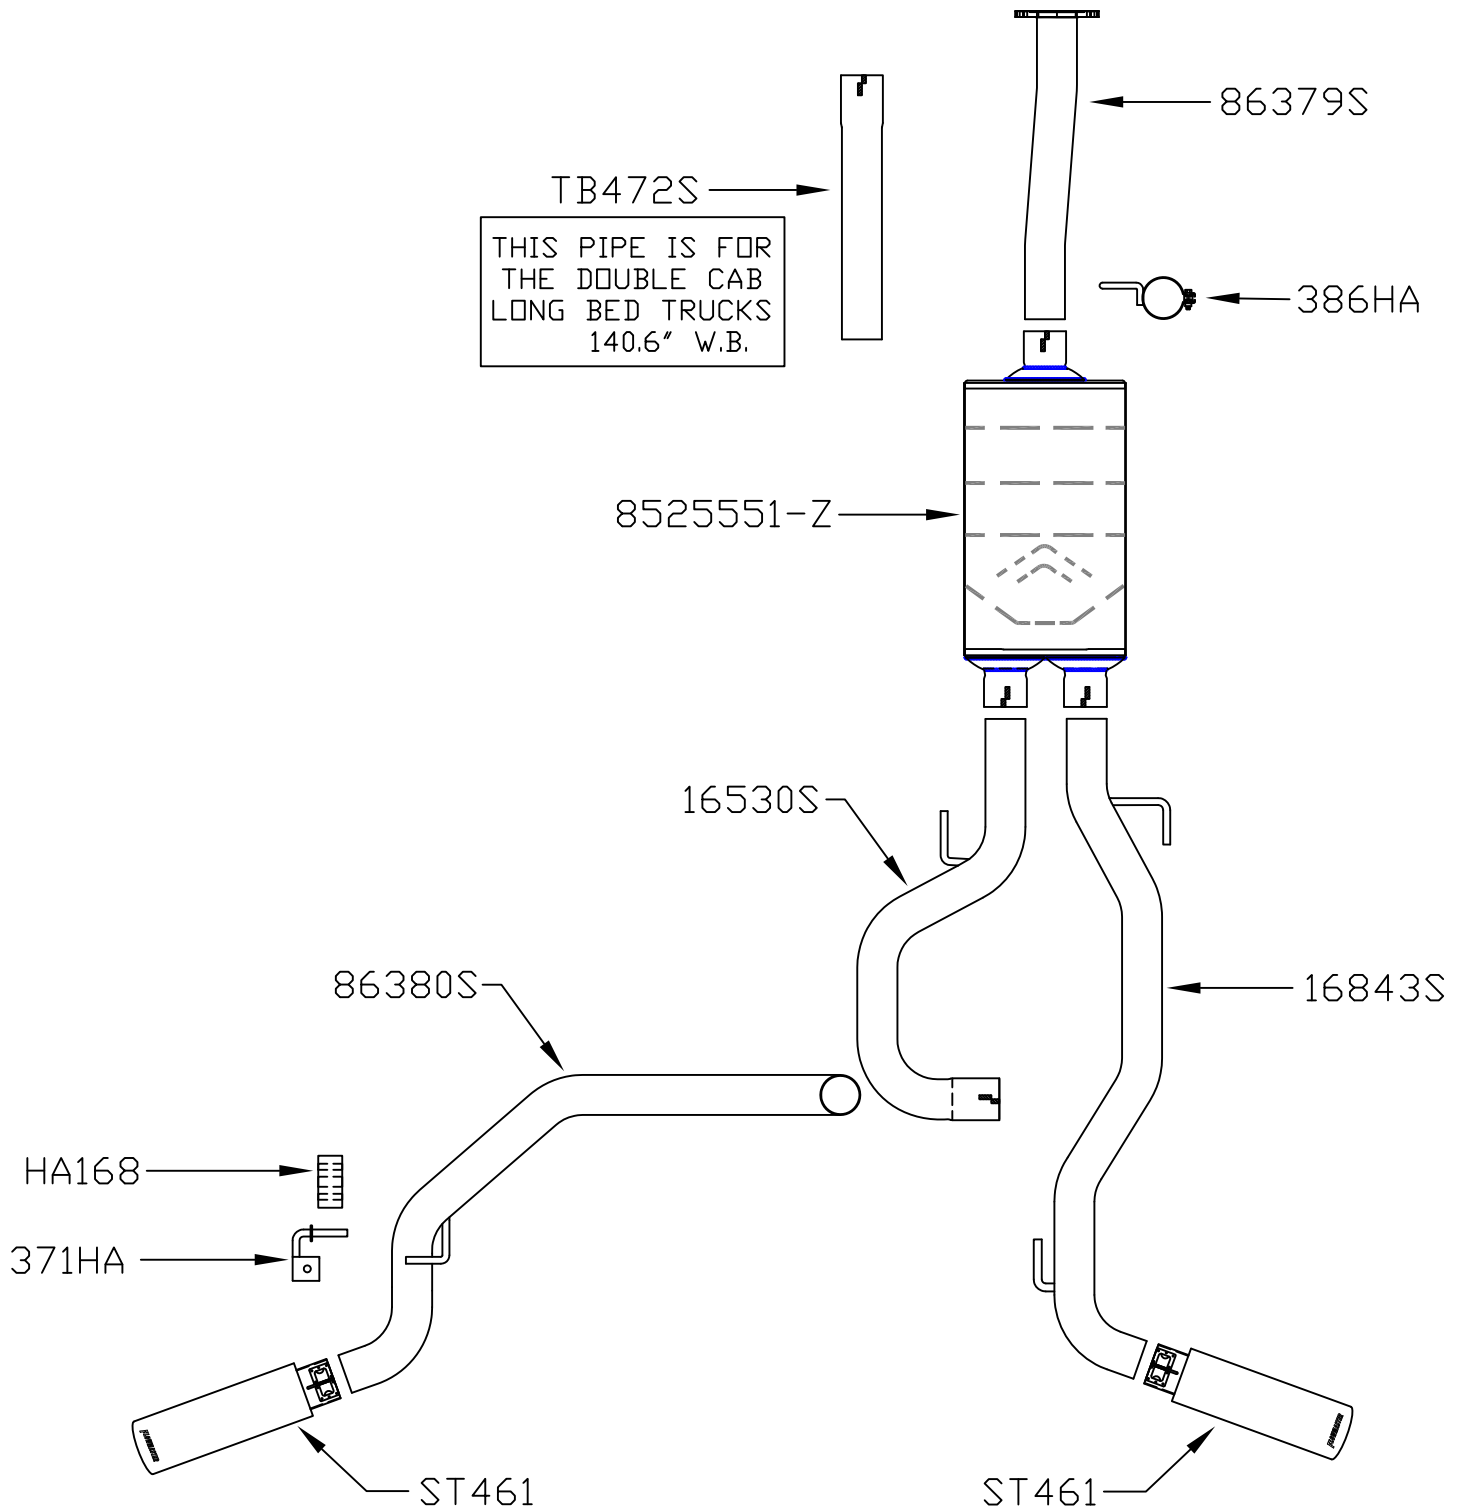 86379S
TB472S
THIS PIPE IS FOR
THE DOUBLE CAB
LONG BED TRUCKS
140.6" W.B.
386HA
8525551-Z
16530S
86380S
16843S
HA168
371HA
ST461
ST461